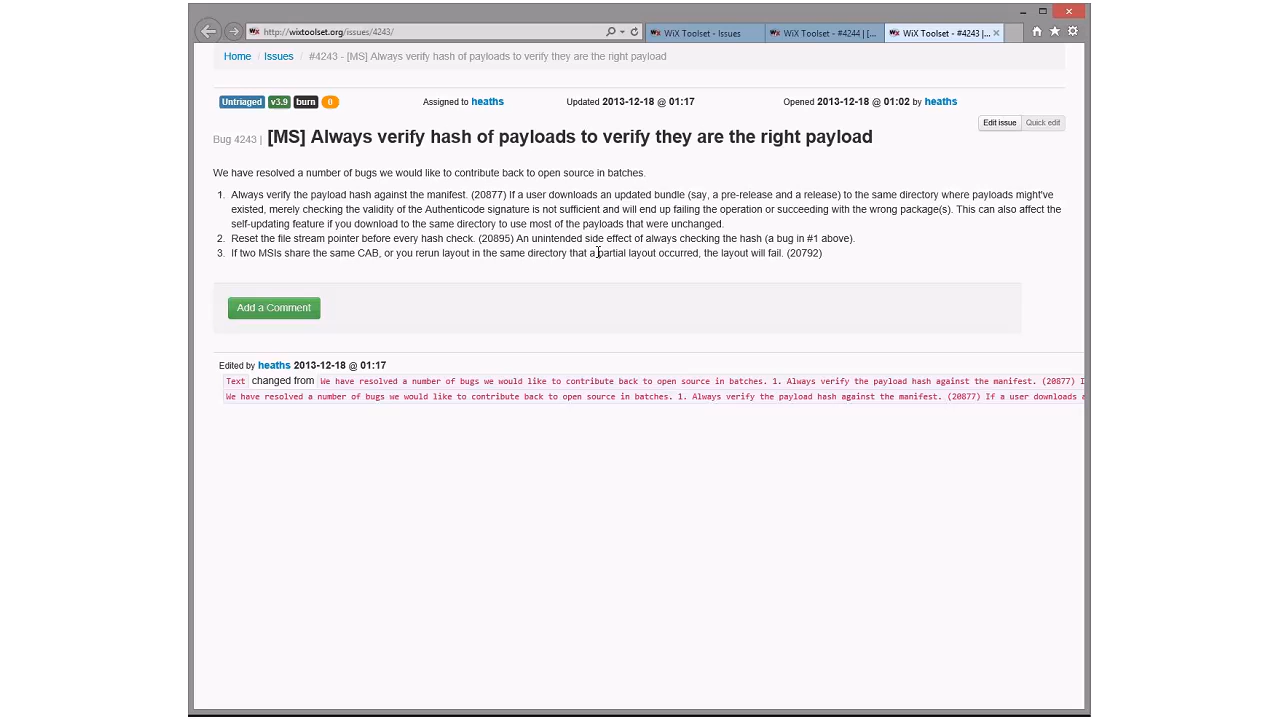 http://wixtoolset.org/issues/4243/
WiX Toolset - Issues
WiX Toolset - #4244 | [...
WiX Toolset - #4243 |...
Home / Issues / #4243 - [MS] Always verify hash of payloads to verify they are the right payload
Untriaged v3.9 burn 0 Assigned to heaths Updated 2013-12-18 @ 01:17 Opened 2013-12-18 @ 01:02 by heaths
Edit issue Quick edit
Bug 4243 | [MS] Always verify hash of payloads to verify they are the right payload
We have resolved a number of bugs we would like to contribute back to open source in batches.
1. Always verify the payload hash against the manifest. (20877) If a user downloads an updated bundle (say, a pre-release and a release) to the same directory where payloads might've
existed, merely checking the validity of the Authenticode signature is not sufficient and will end up failing the operation or succeeding with the wrong package(s). This can also affect the
self-updating feature if you download to the same directory to use most of the payloads that were unchanged.
2. Reset the file stream pointer before every hash check. (20895) An unintended side effect of always checking the hash (a bug in #1 above).
3. If two MSIs share the same CAB, or you rerun layout in the same directory that a partial layout occurred, the layout will fail. (20792)
Add a Comment
Edited by heaths 2013-12-18 @ 01:17
Text changed from We have resolved a number of bugs we would like to contribute back to open source in batches. 1. Always verify the payload hash against the manifest. (20877) I
We have resolved a number of bugs we would like to contribute back to open source in batches. 1. Always verify the payload hash against the manifest. (20877) If a user downloads a